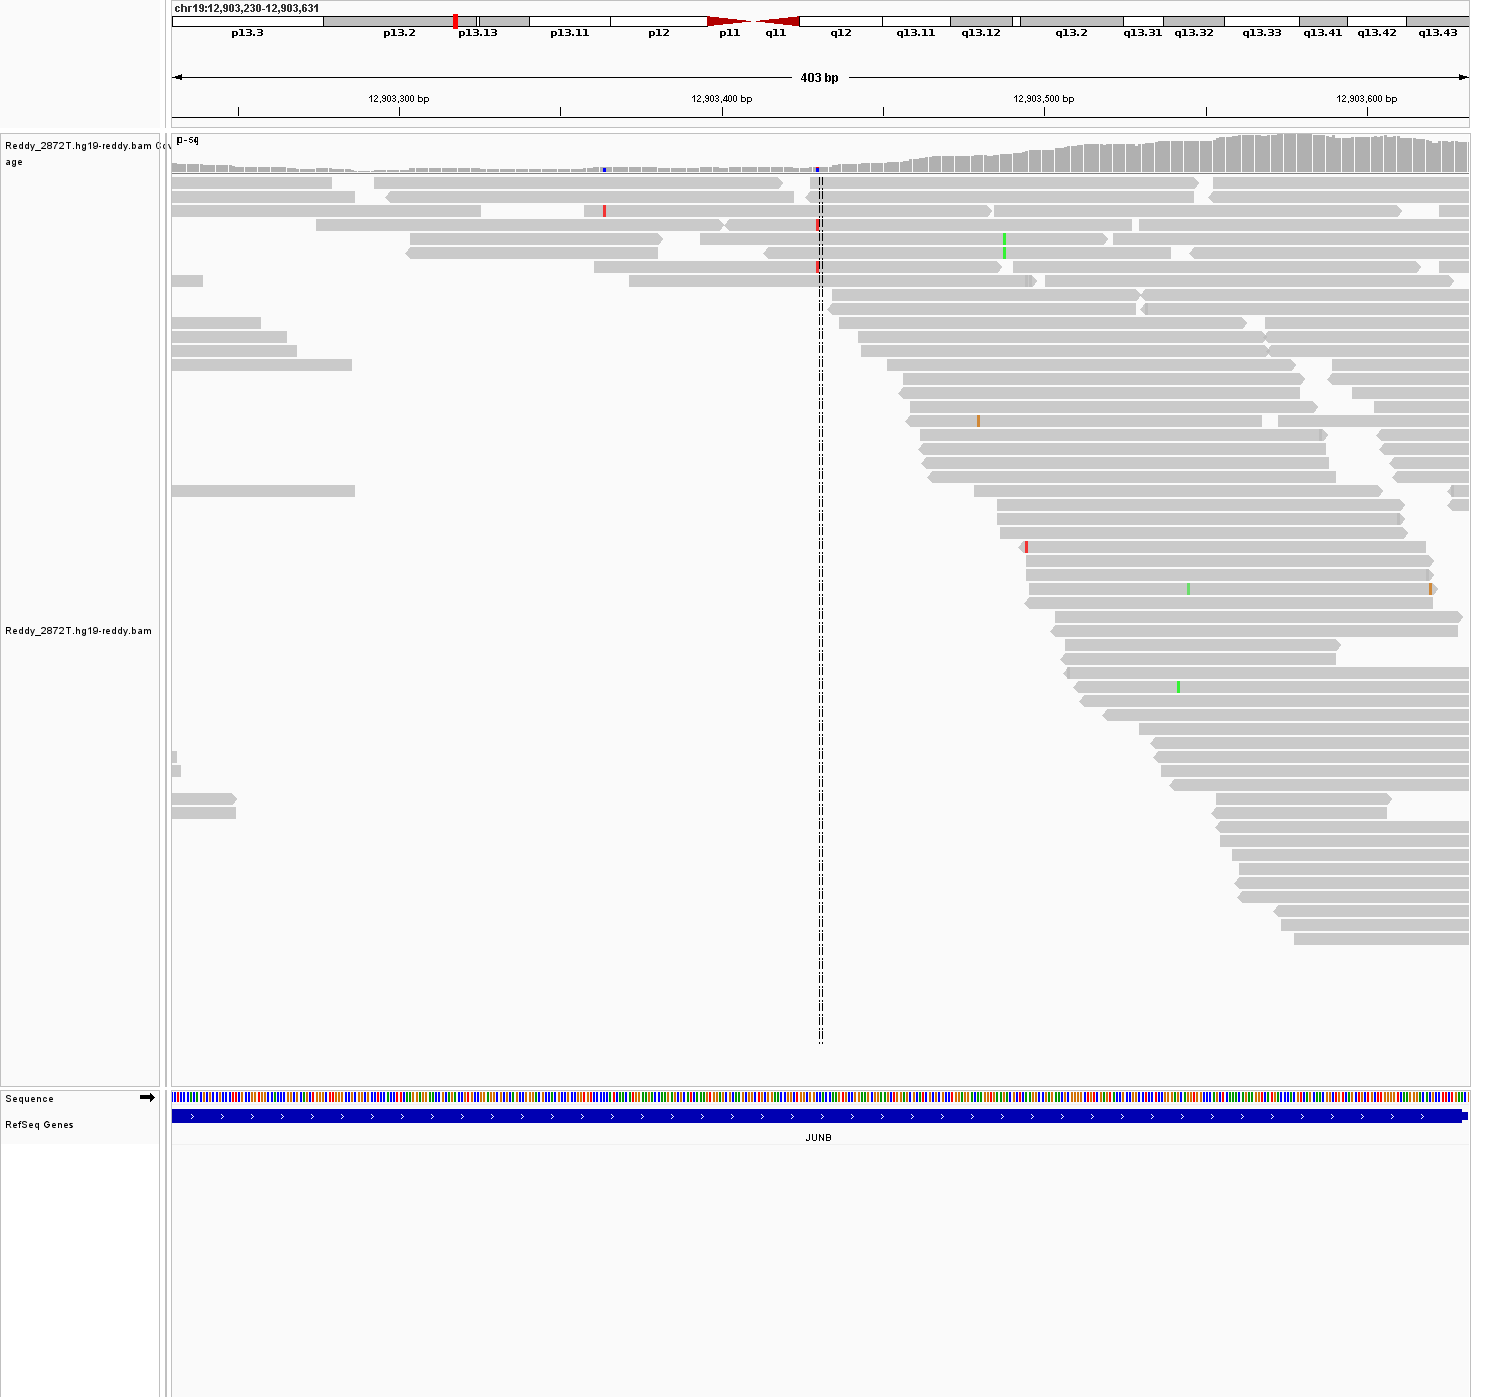 chr19:12,903,230-12,903,631
p13.3 p13.2 p13.13 p13.11 p12 p11 q11 q12 q13.11 q13.12 q13.2 q13.31 q13.32 q13.33 q13.41 q13.42 q13.43
403 bp
12,903,300 bp 12,903,400 bp 12,903,500 bp 12,903,600 bp
Reddy_2872T.hg19-reddy.bam Cov
age
[0-54]
Reddy_2872T.hg19-reddy.bam
Sequence
RefSeq Genes
JUNB